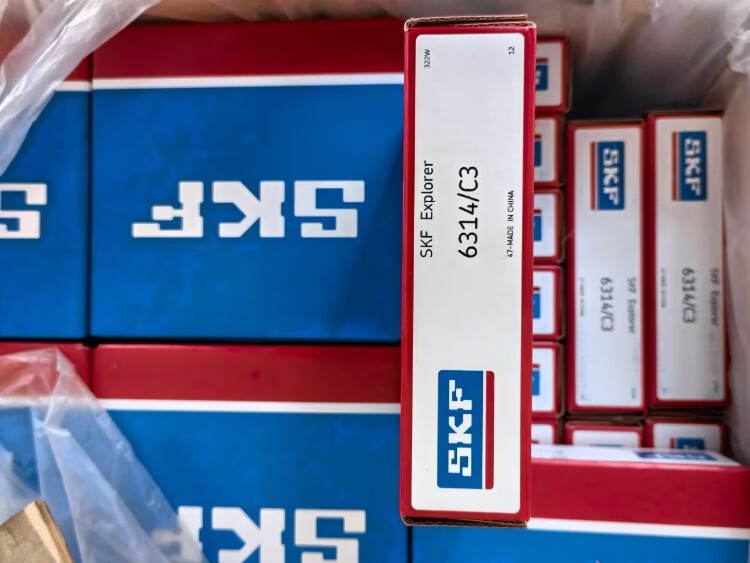 322W
12
SKF Explorer
6314/C3
47-MADE IN CHINA
SKF
SKF
SKF
SKF
SKF Explorer
6314/C3
SKF
SKF Explorer
6314/C3